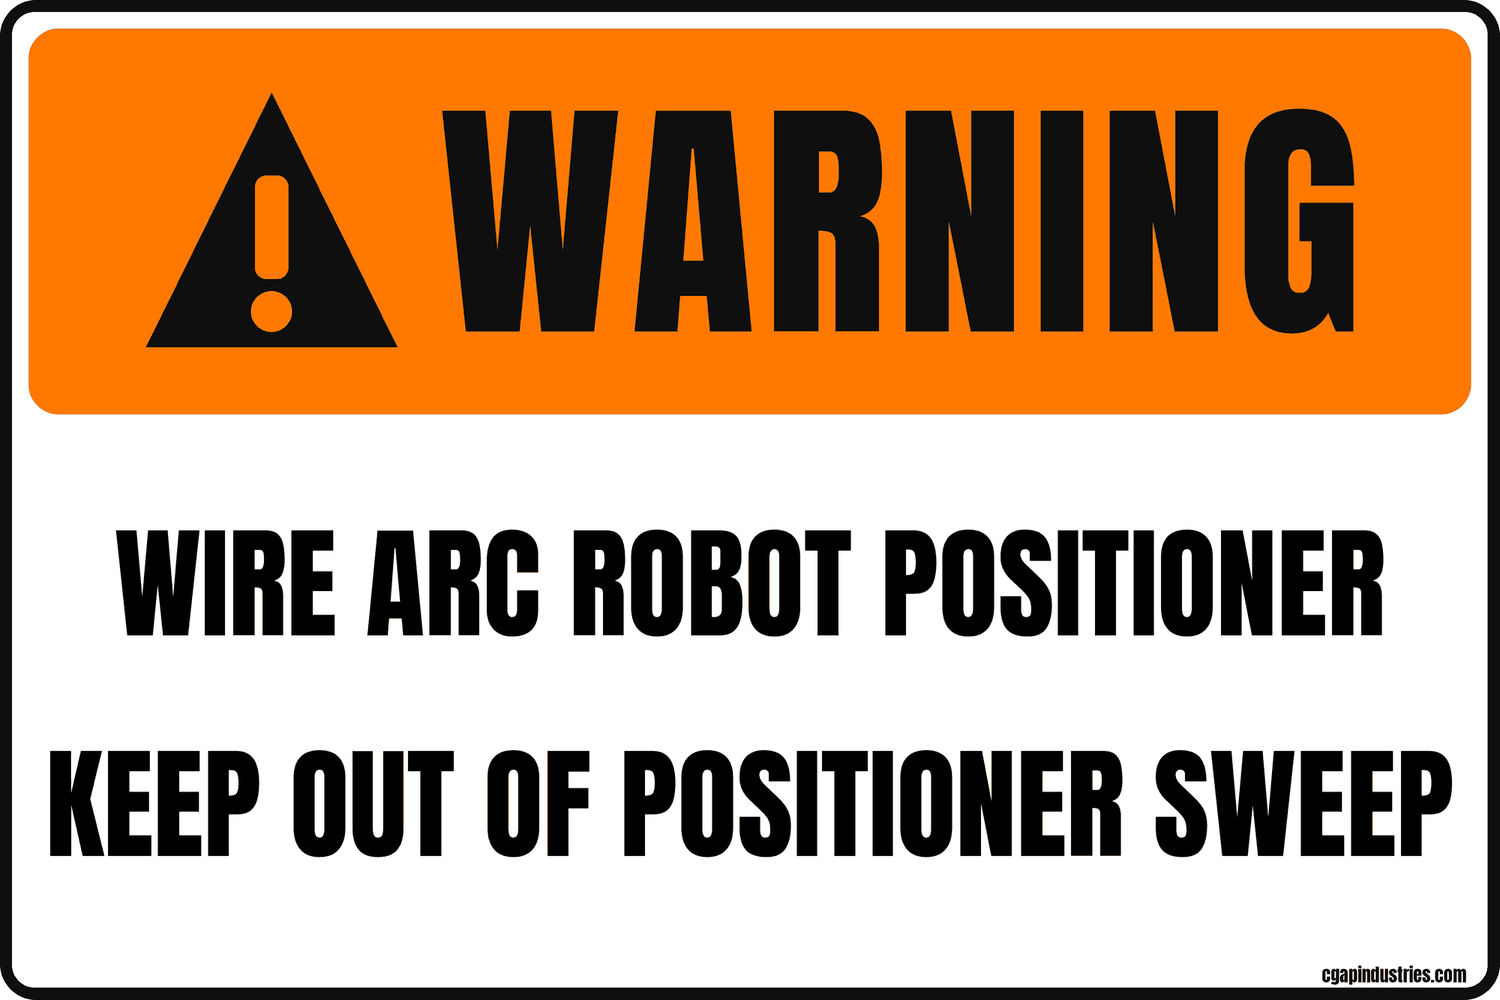 WARNING
WIRE ARC ROBOT POSITIONER
KEEP OUT OF POSITIONER SWEEP
cgapindustries.com